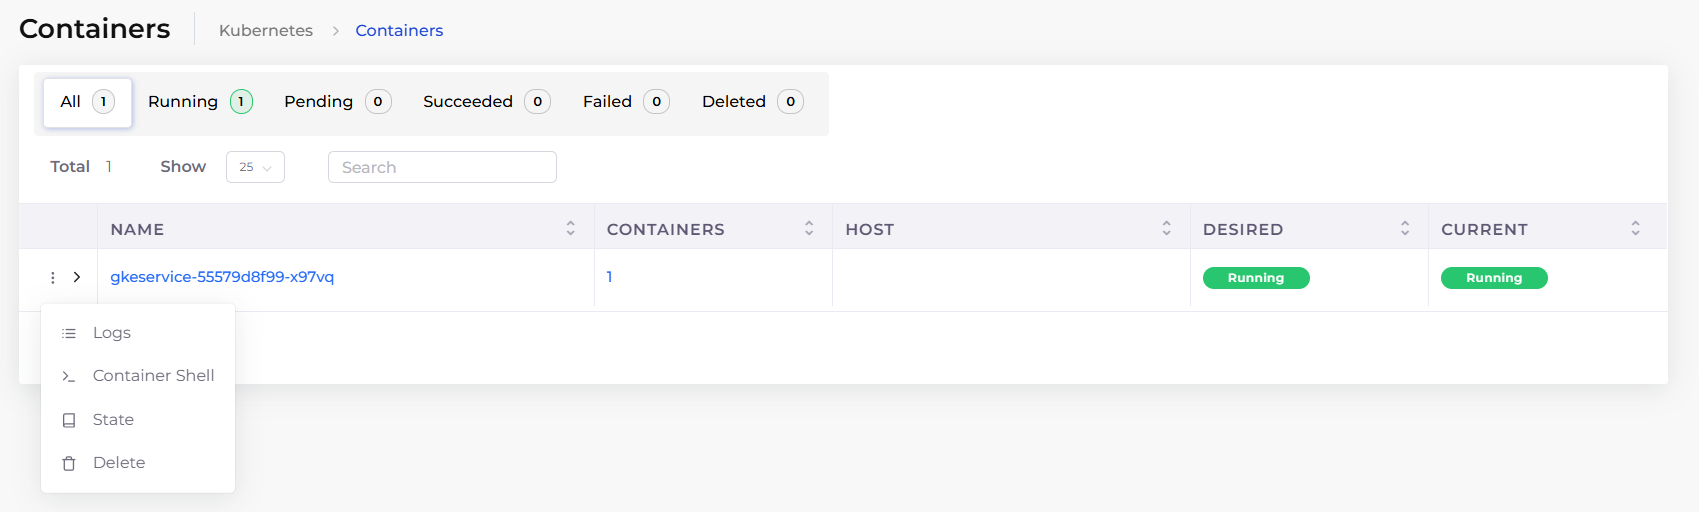 Containers Kubernetes > Containers
All 1 Running 1 Pending 0 Succeeded 0 Failed 0 Deleted 0
Total 1 Show 25 Search
NAME CONTAINERS HOST DESIRED CURRENT
gkeservice-55579d8f99-x97vq 1 Running Running
Logs
Container Shell
State
Delete